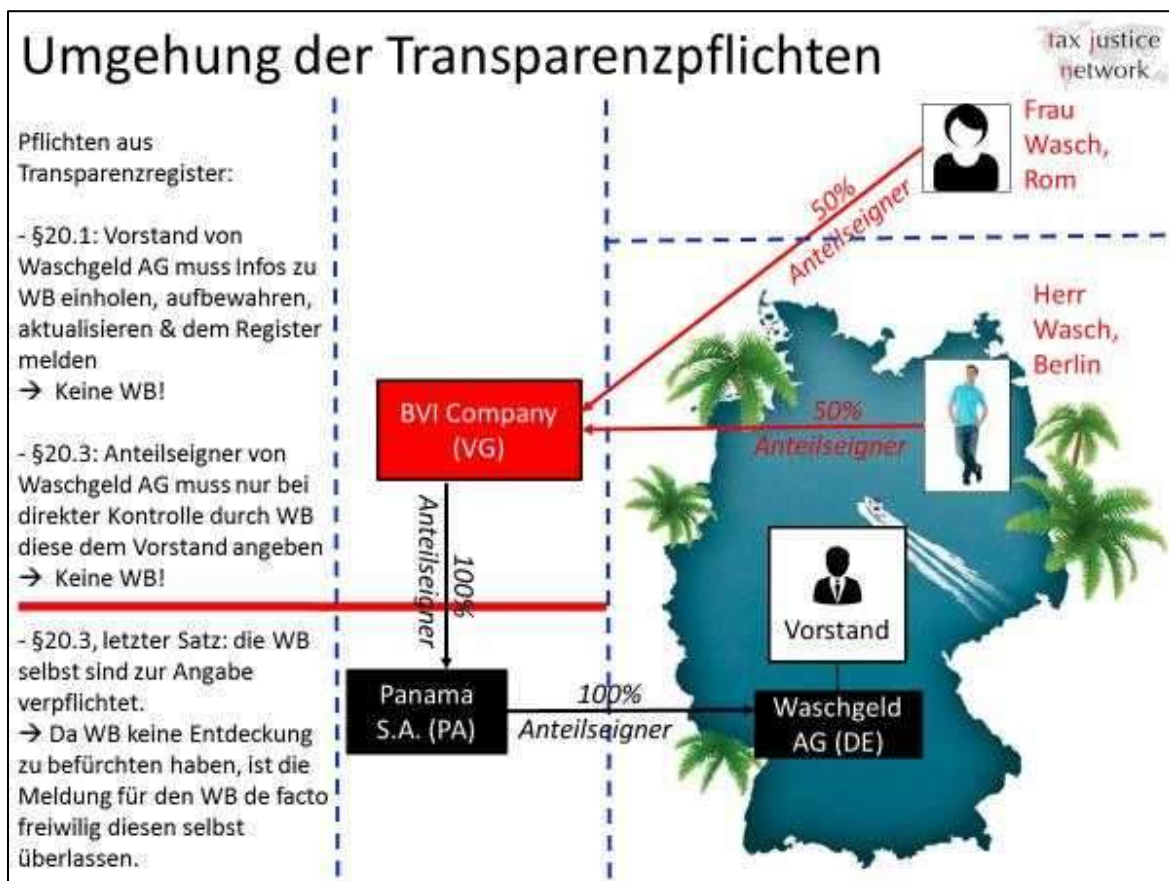 Umgehung der Transparenzpflichten
tax justice
network
Pflichten aus
Transparenzregister:
- §20.1: Vorstand von
Waschgeld AG muss Infos zu
WB einholen, aufbewahren,
aktualisieren & dem Register
melden
→ Keine WB!
- §20.3: Anteilseigner von
Waschgeld AG muss nur bei
direkter Kontrolle durch WB
diese dem Vorstand angeben
→ Keine WB!
- §20.3, letzter Satz: die WB
selbst sind zur Angabe
verpflichtet.
→ Da WB keine Entdeckung
zu befürchten haben, ist die
Meldung für den WB de facto
freiwilig diesen selbst
überlassen.
Frau
Wasch,
Rom
50%
Anteilseigner
Herr
Wasch,
Berlin
50%
Anteilseigner
BVI Company
(VG)
100%
Anteilseigner
Vorstand
Panama
S.A. (PA)
100%
Anteilseigner
Waschgeld
AG (DE)